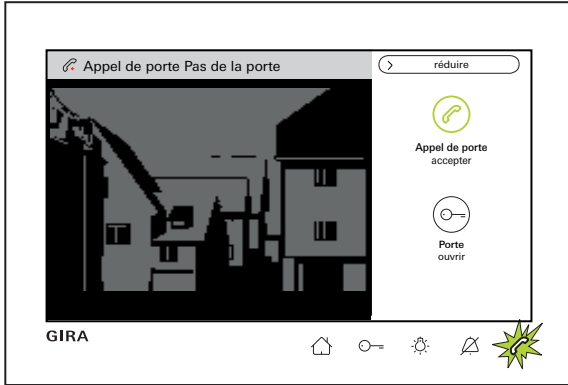 Appel de porte Pas de la porte
réduire
Appel de porte
accepter
Porte
ouvrir
GIRA